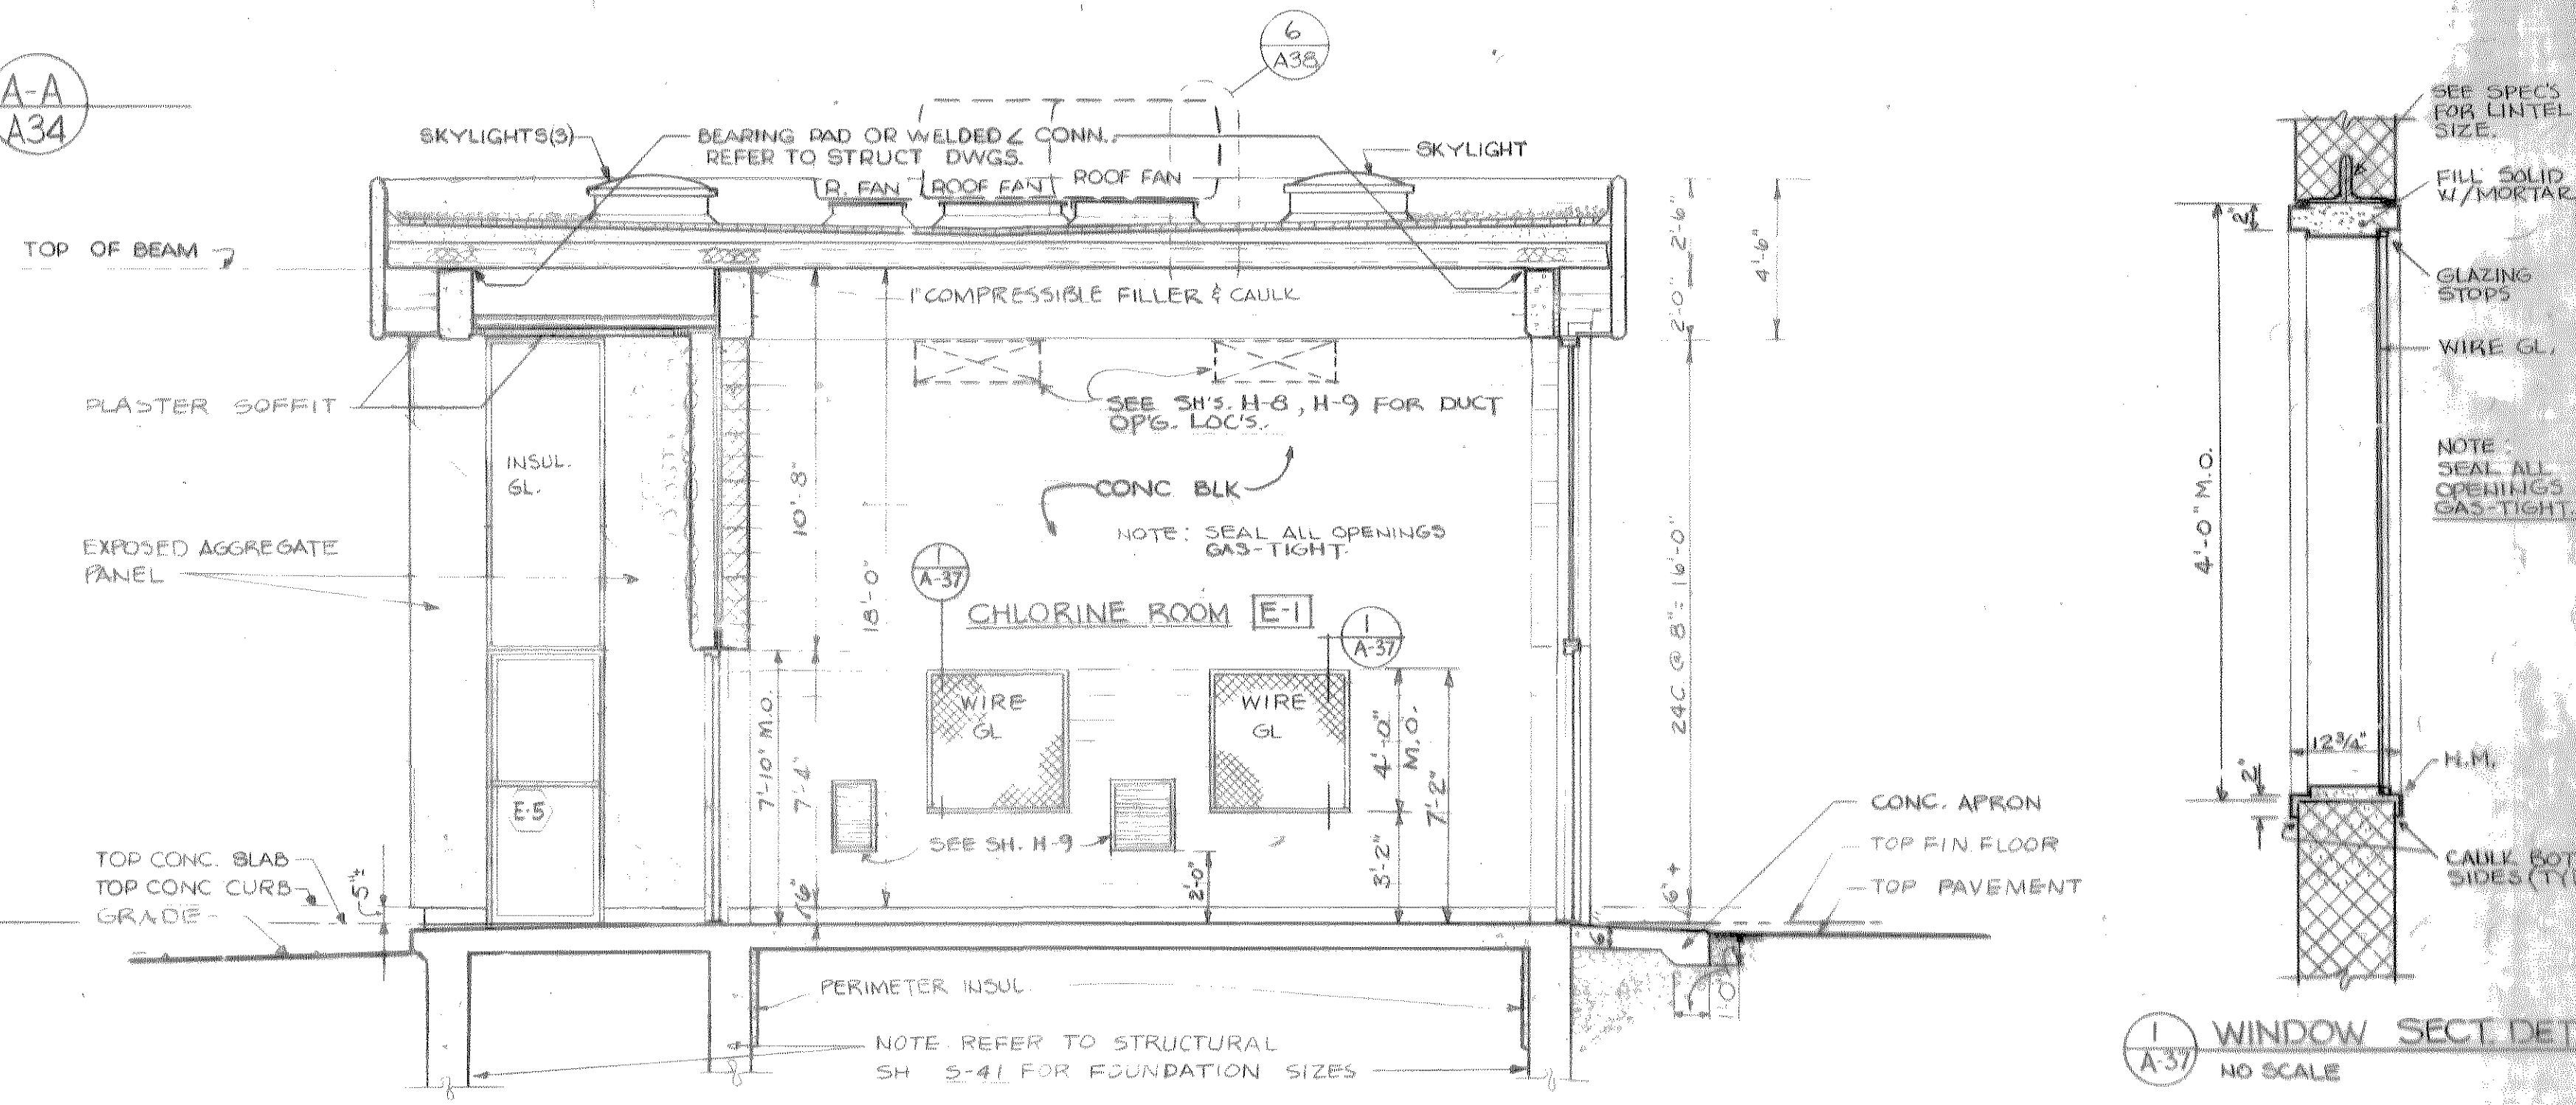 A-A
A34
6
A38
SKYLIGHTS(3)
BEARING PAD OR WELDED ∠ CONN.
REFER TO STRUCT DWGS.
SKYLIGHT
R. FAN
ROOF FAN
ROOF FAN
TOP OF BEAM
1" COMPRESSIBLE FILLER & CAULK
2'-6"
2'-0"
4'-6"
PLASTER SOFFIT
SEE SH'S. H-8, H-9 FOR DUCT
OP'G. LOC'S.
INSUL.
GL.
10'-8"
CONC BLK
NOTE: SEAL ALL OPENINGS
GAS-TIGHT.
EXPOSED AGGREGATE
PANEL
18'-0"
1
A-37
CHLORINE ROOM E-1
1
A-37
24C @ 8" = 16'-0"
WIRE
GL
WIRE
GL
7'-10" M.O.
7'-4"
4'-0"
M.O.
7'-2"
E-5
SEE SH. H-9
3'-2"
2'-0"
CONC. APRON
TOP FIN. FLOOR
TOP PAVEMENT
TOP CONC. SLAB
TOP CONC CURB
GRADE
5"±
6"
6"
PERIMETER INSUL.
NOTE REFER TO STRUCTURAL
SH S-41 FOR FOUNDATION SIZES
SEE SPEC'S
FOR LINTEL
SIZE.
FILL SOLID
W/MORTAR
2"
GLAZING
STOPS
WIRE GL.
4'-0" M.O.
NOTE:
SEAL ALL
OPENINGS
GAS-TIGHT.
12 3/4"
H.M.
2"
CAULK BOT
SIDES (TY
1
A-37
WINDOW SECT DET
NO SCALE